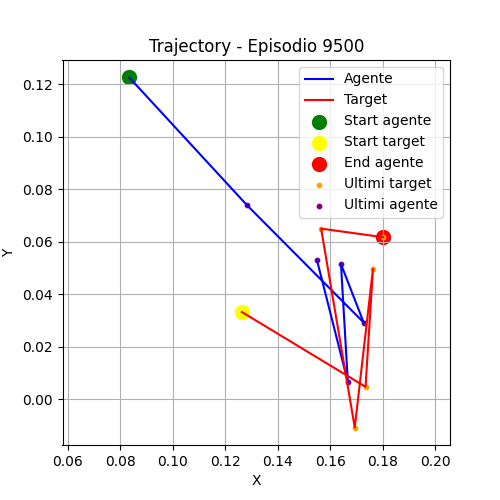 Trajectory - Episodio 9500
Agente
Target
Start agente
Start target
End agente
Ultimi target
Ultimi agente
0.12
0.10
0.08
0.06
0.04
0.02
0.00
Y
0.06 0.08 0.10 0.12 0.14 0.16 0.18 0.20
X